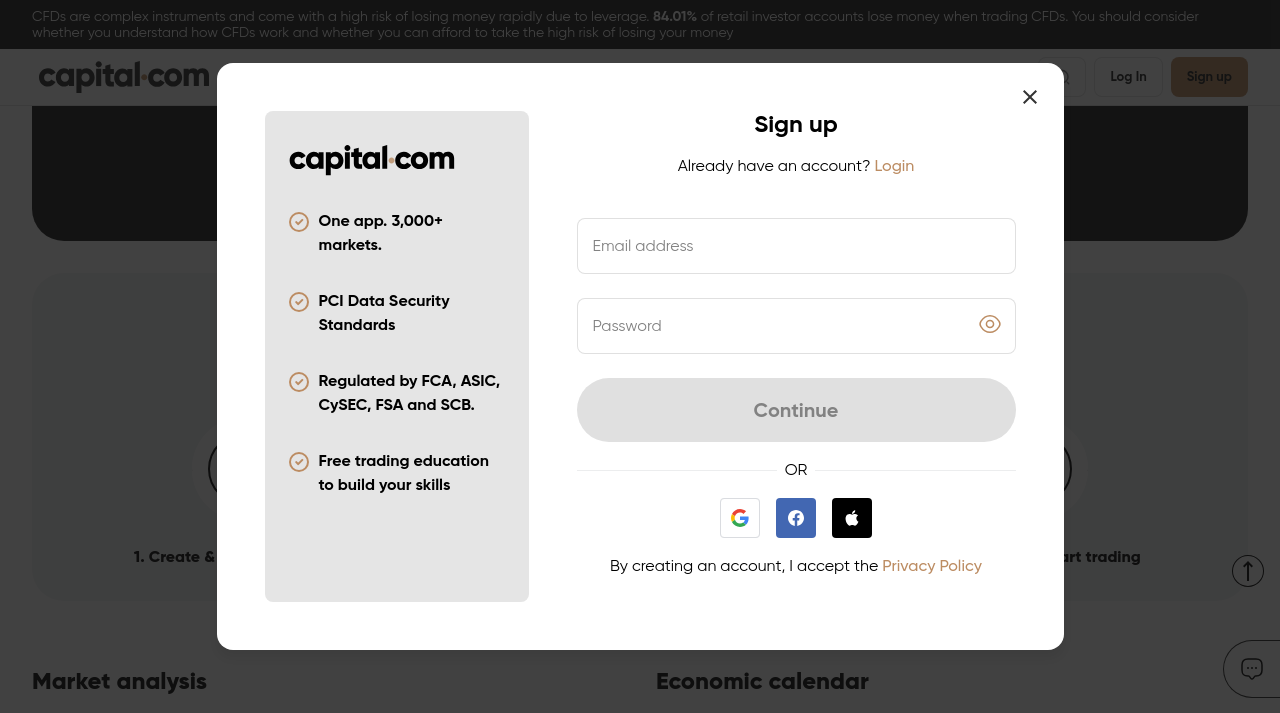 CFDs are complex instruments and come with a high risk of losing money rapidly due to leverage. 84.01% of retail investor accounts lose money when trading CFDs. You should consider
whether you understand how CFDs work and whether you can afford to take the high risk of losing your money
capital.com
Log In
Sign up
capital.com
One app. 3,000+
markets.
PCI Data Security
Standards
Regulated by FCA, ASIC,
CySEC, FSA and SCB.
Free trading education
to build your skills
Sign up
Already have an account? Login
Email address
Password
Continue
OR
By creating an account, I accept the Privacy Policy
1. Create &
trading
Market analysis
Economic calendar